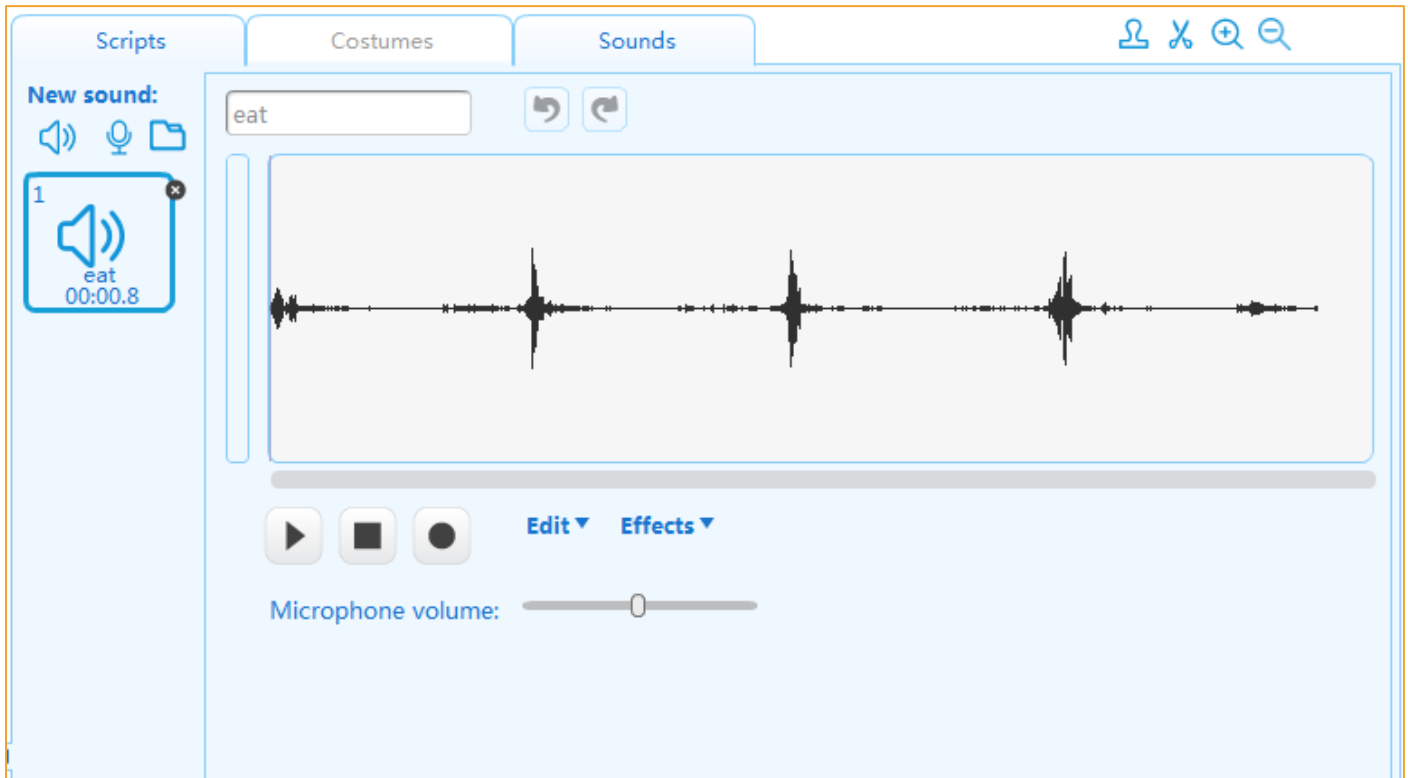 Scripts
Costumes
Sounds
New sound:
eat
1
eat
00:00.8
Edit
Effects
Microphone volume: